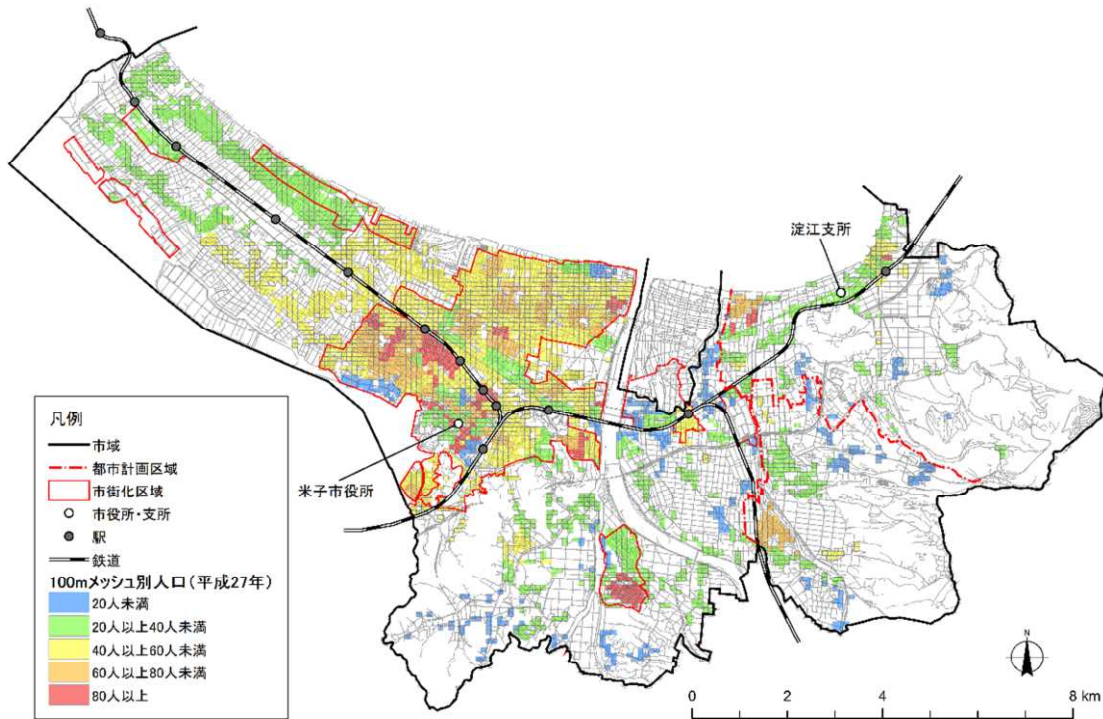 淀江支所
米子市役所
凡例
市域
都市計画区域
市街化区域
市役所・支所
駅
鉄道
100mメッシュ別人口(平成27年)
20人未満
20人以上40人未満
40人以上60人未満
60人以上80人未満
80人以上
N
0 2 4 6 8 km